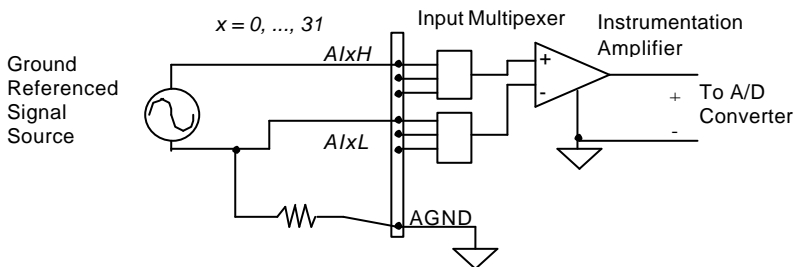 x = 0, ..., 31
Input Multipexer
Instrumentation
Amplifier
AIxH
Ground
Referenced
Signal
Source
+
-
To A/D
Converter
+
-
AIxL
AGND